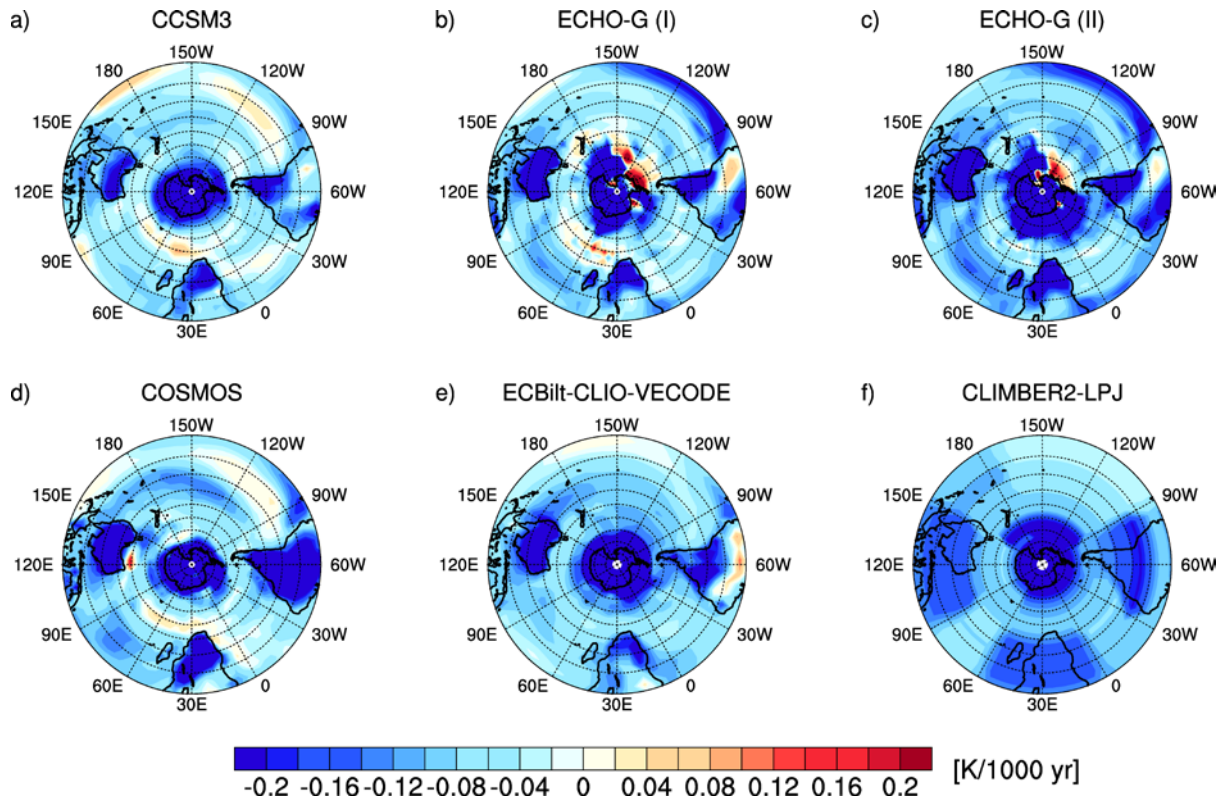 a) CCSM3
b) ECHO-G (I)
c) ECHO-G (II)
150W
180 120W
150E 90W
120E 60W
90E 30W
60E 0
30E
150W
180 120W
150E 90W
120E 60W
90E 30W
60E 0
30E
150W
180 120W
150E 90W
120E 60W
90E 30W
60E 0
30E
d) COSMOS
e) ECBilt-CLIO-VECODE
f) CLIMBER2-LPJ
150W
180 120W
150E 90W
120E 60W
90E 30W
60E 0
30E
150W
180 120W
150E 90W
120E 60W
90E 30W
60E 0
30E
150W
180 120W
150E 90W
120E 60W
90E 30W
60E 0
30E
-0.2 -0.16 -0.12 -0.08 -0.04 0 0.04 0.08 0.12 0.16 0.2 [K/1000 yr]